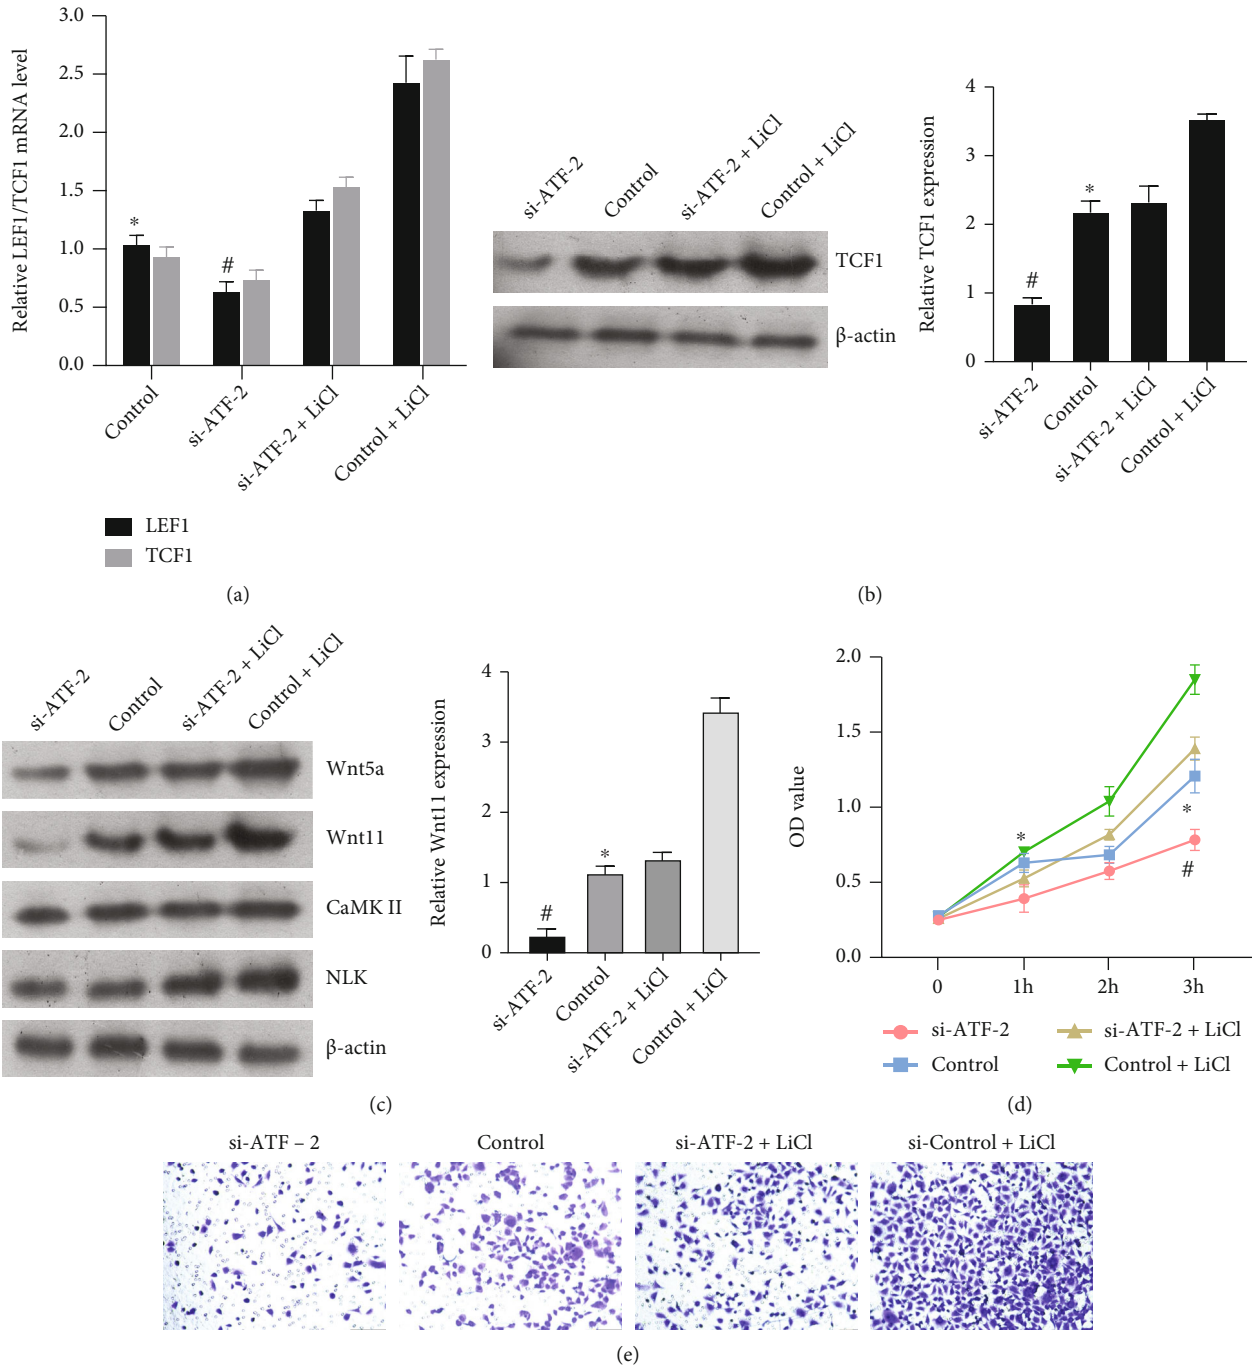 3.0
2.5
2.0
1.5
1.0
0.5
0.0
Relative LEF1/TCF1 mRNA level
*
#
Control
si-ATF-2
si-ATF-2 + LiCl
Control + LiCl
LEF1
TCF1
(a)
si-ATF-2
Control
si-ATF-2 + LiCl
Control + LiCl
TCF1
β-actin
4
3
2
1
0
Relative TCF1 expression
#
*
si-ATF-2
Control
si-ATF-2 + LiCl
Control + LiCl
(b)
si-ATF-2
Control
si-ATF-2 + LiCl
Control + LiCl
Wnt5a
Wnt11
CaMK II
NLK
β-actin
4
3
2
1
0
Relative Wnt11 expression
#
*
si-ATF-2
Control
si-ATF-2 + LiCl
Control + LiCl
(c)
2.0
1.5
1.0
0.5
0.0
OD value
*
*
#
0 1h 2h 3h
si-ATF-2
si-ATF-2 + LiCl
Control
Control + LiCl
(d)
si-ATF – 2
Control
si-ATF-2 + LiCl
si-Control + LiCl
(e)